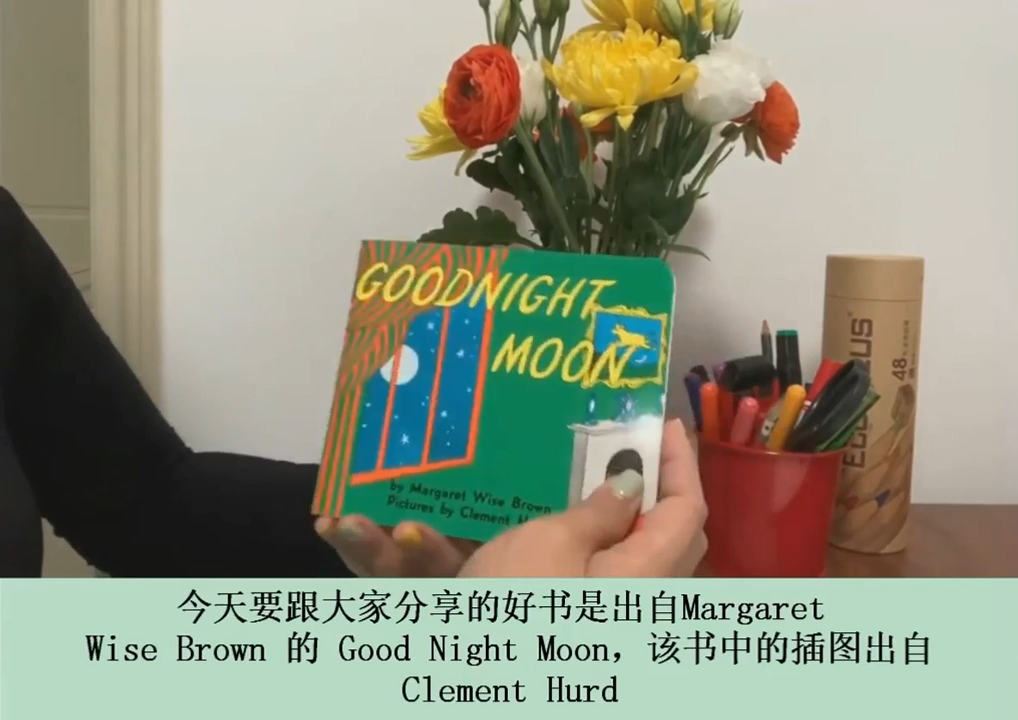 GOODNIGHT
MOON
by Margaret Wise Brown
Pictures by Clement
48
今天要跟大家分享的好书是出自Margaret
Wise Brown 的 Good Night Moon，该书中的插图出自
Clement Hurd